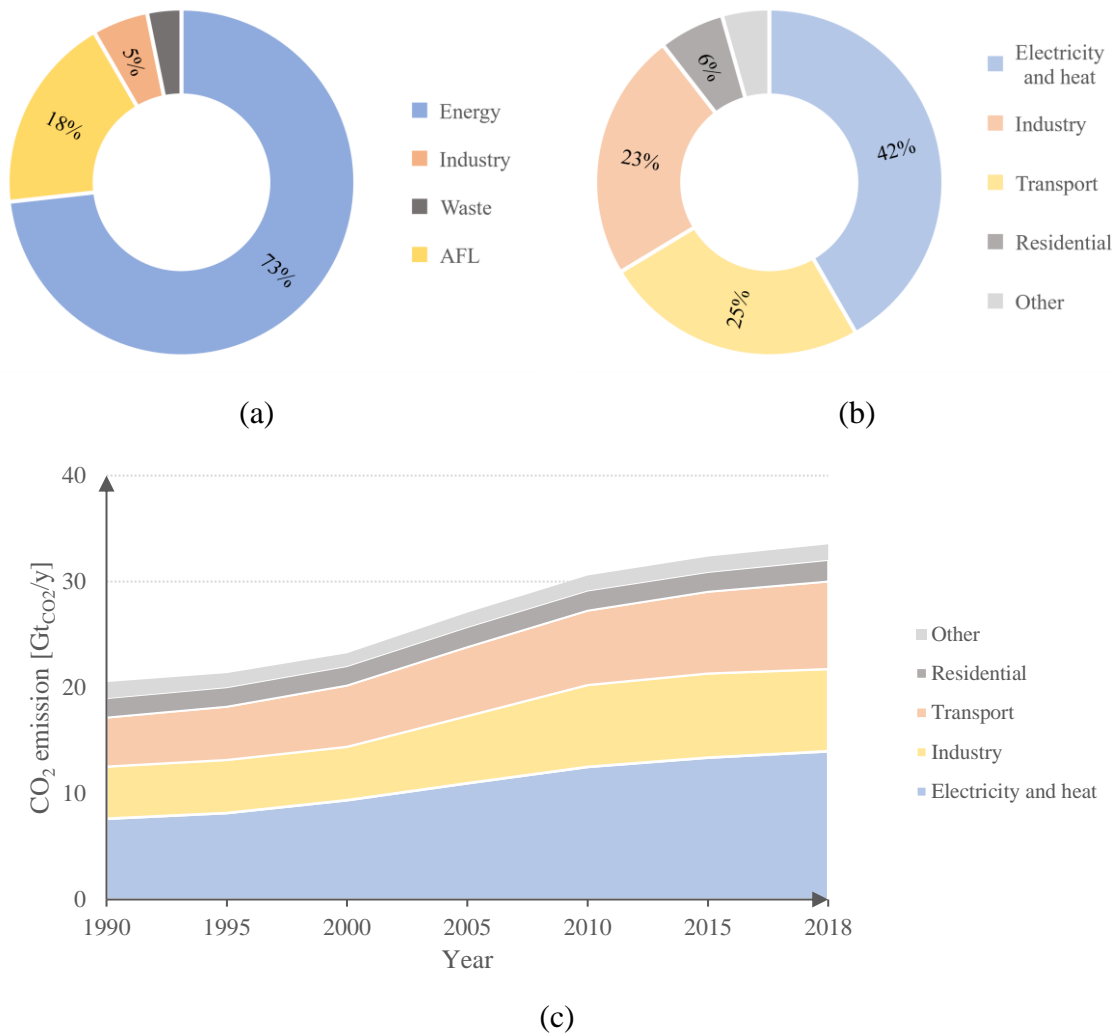 5%
18%
73%
Energy
Industry
Waste
AFL
(a)
6%
23%
42%
25%
Electricity
and heat
Industry
Transport
Residential
Other
(b)
40
30
20
10
0
CO₂ emission [Gt_CO2/y]
1990 1995 2000 2005 2010 2015 2018
Year
Other
Residential
Transport
Industry
Electricity and heat
(c)